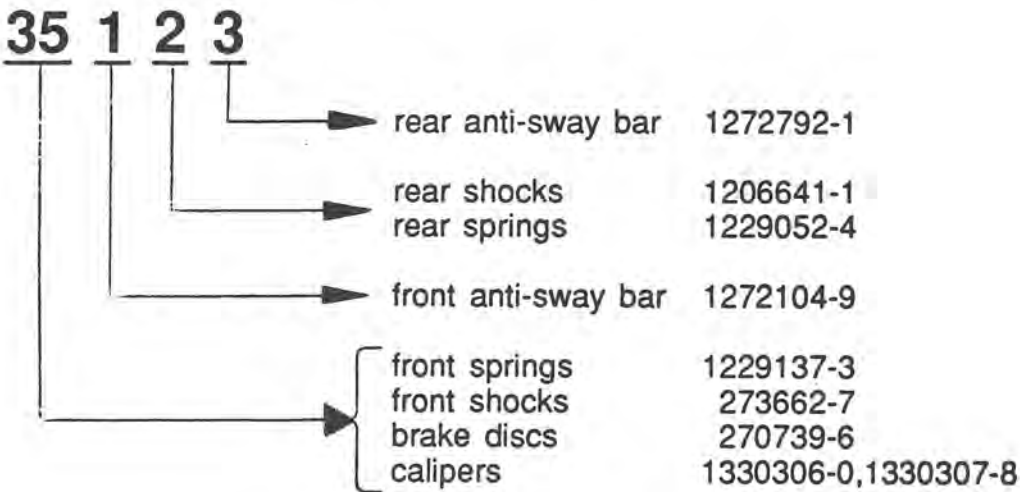 35 1 2 3
rear anti-sway bar 1272792-1
rear shocks 1206641-1
rear springs 1229052-4
front anti-sway bar 1272104-9
front springs 1229137-3
front shocks 273662-7
brake discs 270739-6
calipers 1330306-0,1330307-8